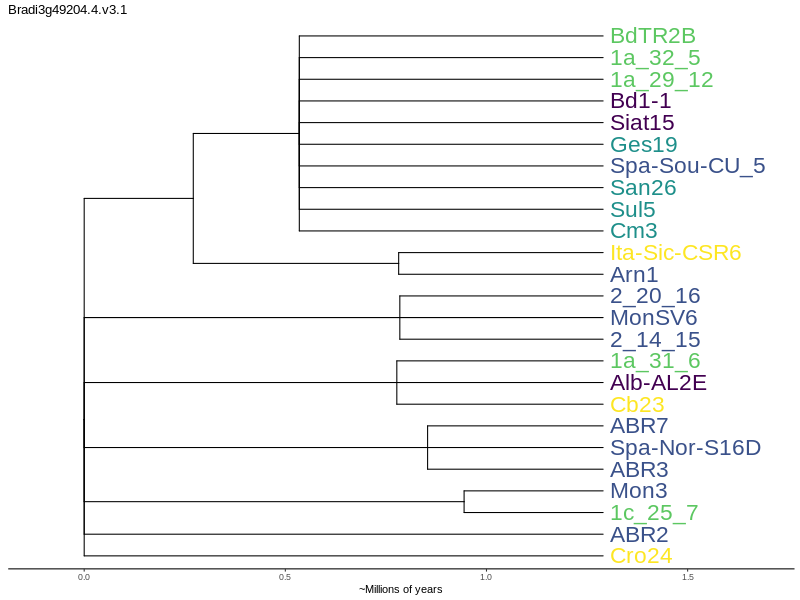 Bradi3g49204.4.v3.1
BdTR2B
1a_32_5
1a_29_12
Bd1-1
Siat15
Ges19
Spa-Sou-CU_5
San26
Sul5
Cm3
Ita-Sic-CSR6
Arn1
2_20_16
MonSV6
2_14_15
1a_31_6
Alb-AL2E
Cb23
ABR7
Spa-Nor-S16D
ABR3
Mon3
1c_25_7
ABR2
Cro24
0.0 0.5 1.0 1.5
~Millions of years